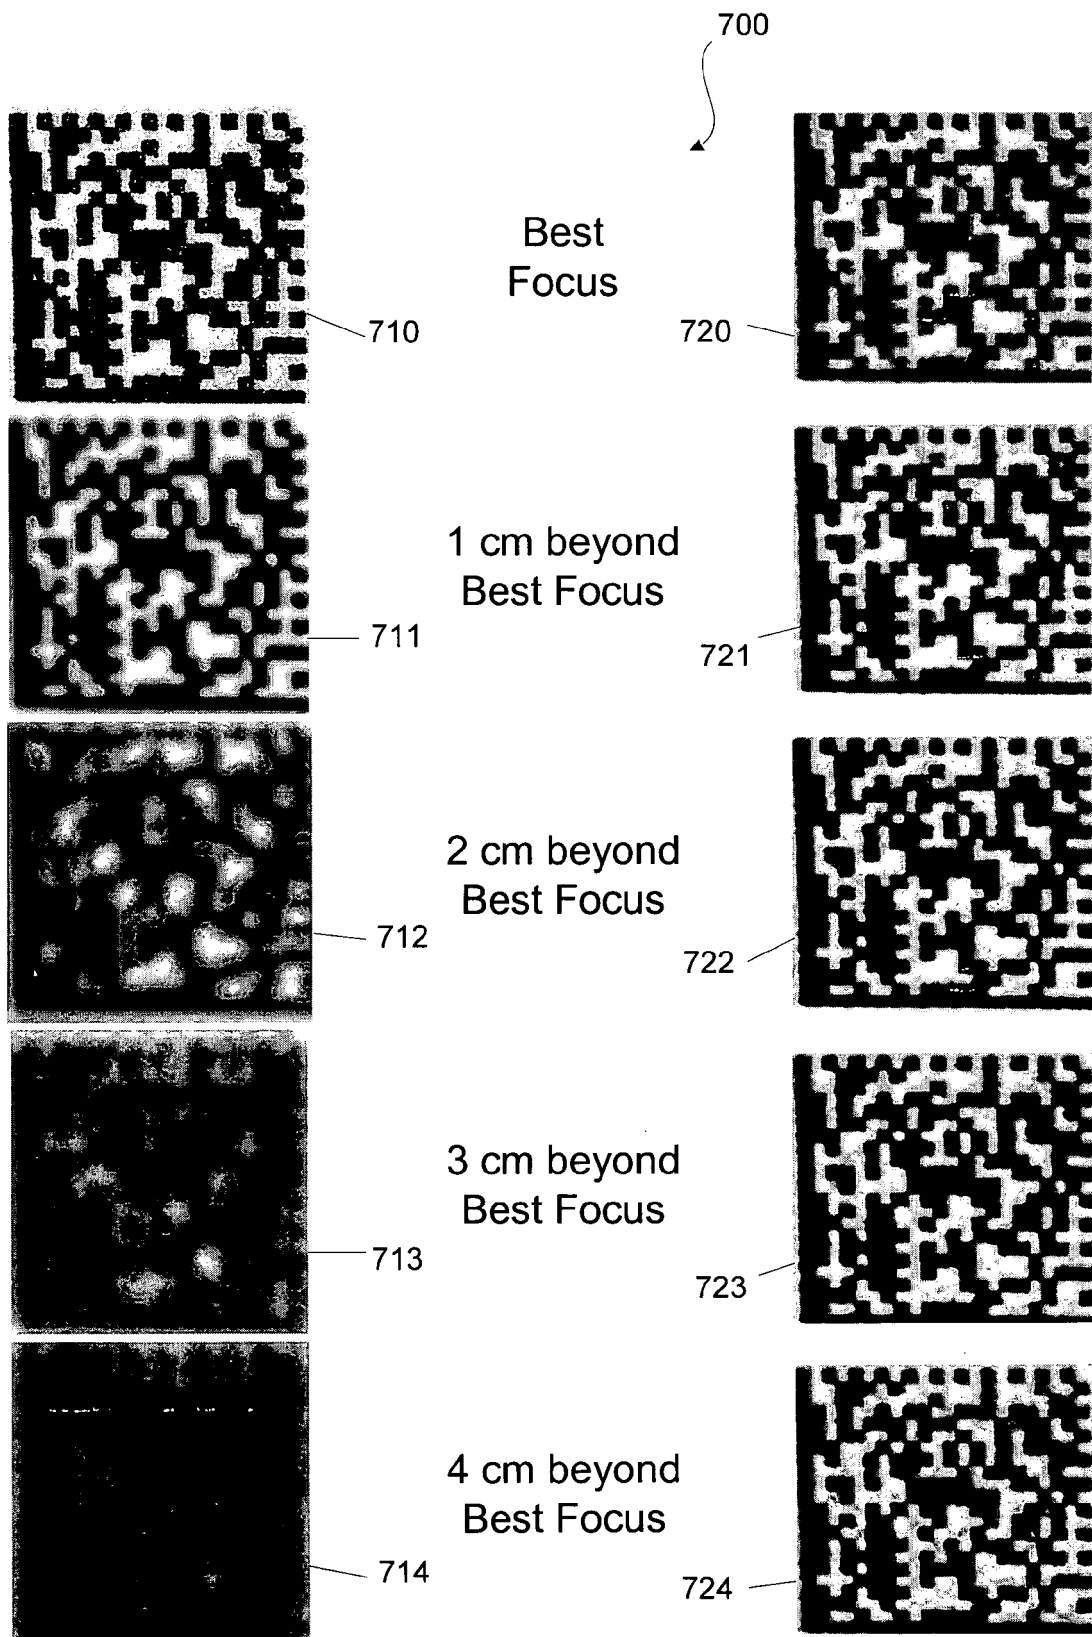 700
Best
Focus
710
720
1 cm beyond
Best Focus
711
721
2 cm beyond
Best Focus
712
722
3 cm beyond
Best Focus
713
723
4 cm beyond
Best Focus
714
724